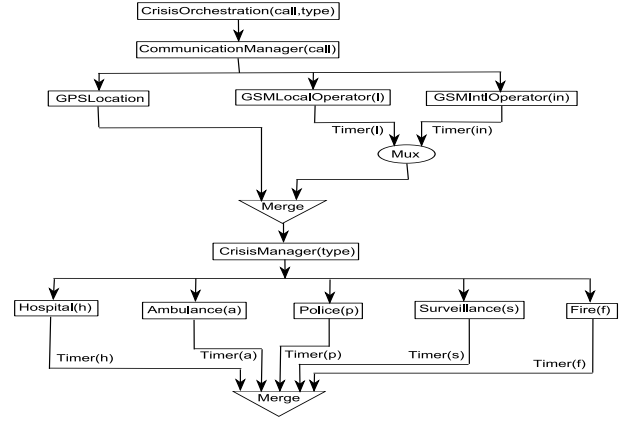 CrisisOrchestration(call,type)
CommunicationManager(call)
GPSLocation
GSMLocalOperator(l)
GSMIntlOperator(in)
Timer(l)
Timer(in)
Mux
Merge
CrisisManager(type)
Hospital(h)
Ambulance(a)
Police(p)
Surveillance(s)
Fire(f)
Timer(h)
Timer(a)
Timer(p)
Timer(s)
Timer(f)
Merge